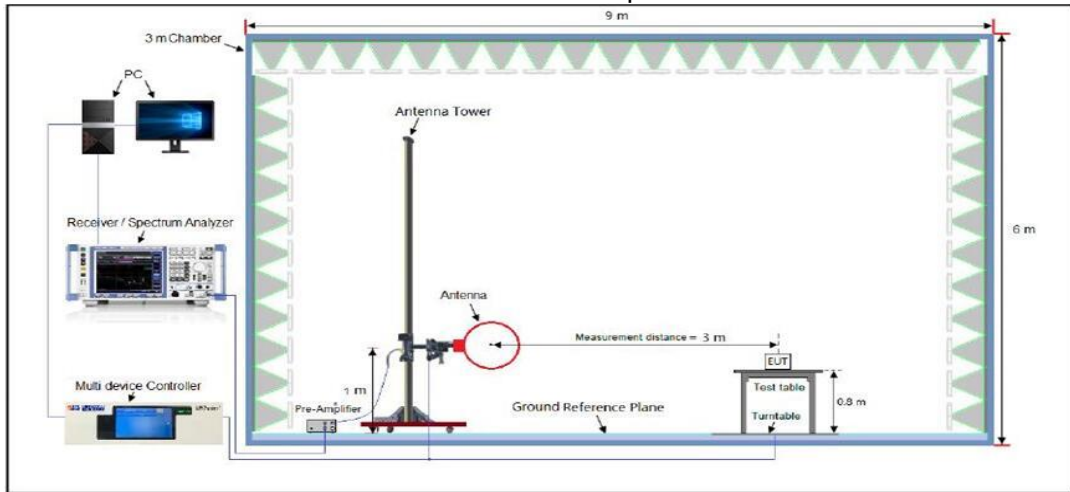 9 m
3 m Chamber
PC
Antenna Tower
Receiver / Spectrum Analyzer
6 m
Antenna
Measurement distance = 3 m
EUT
Multi device Controller
1 m
Test table
0.8 m
Pre-Amplifier
Ground Reference Plane
Turntable